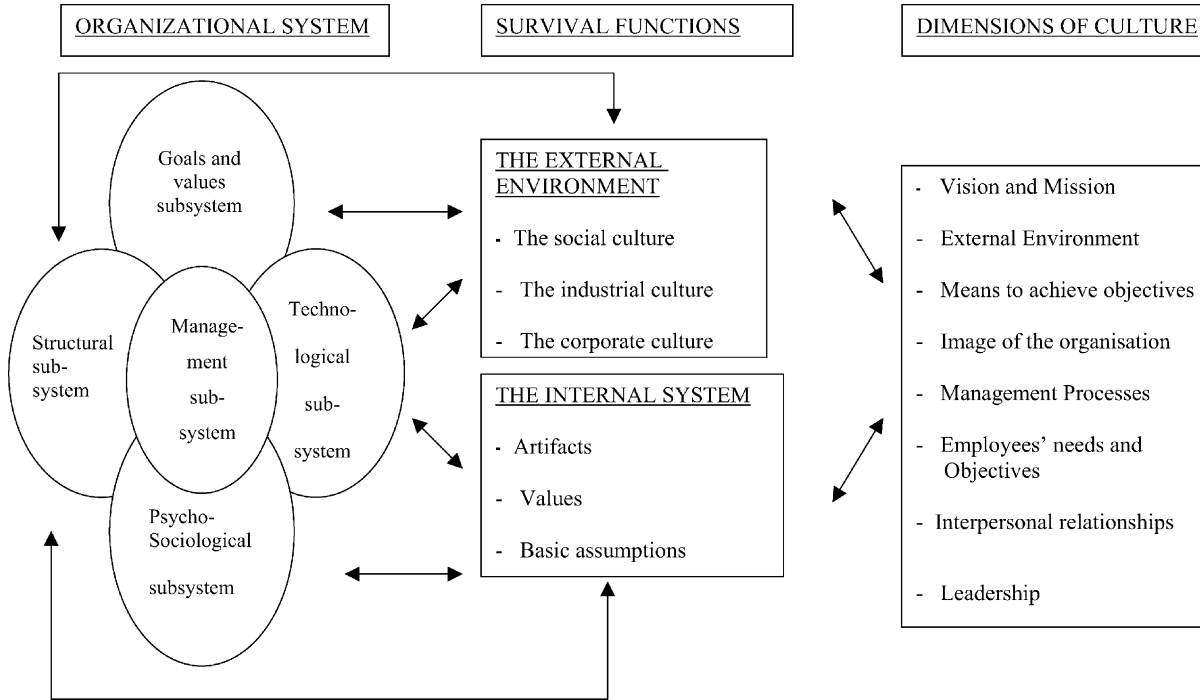 ORGANIZATIONAL SYSTEM
SURVIVAL FUNCTIONS
DIMENSIONS OF CULTURE
Goals and
values
subsystem
Structural
sub-
system
Manage-
ment
sub-
system
Techno-
logical
sub-
system
Psycho-
Sociological
subsystem
THE EXTERNAL
ENVIRONMENT
- The social culture
- The industrial culture
- The corporate culture
THE INTERNAL SYSTEM
- Artifacts
- Values
- Basic assumptions
- Vision and Mission
- External Environment
- Means to achieve objectives
- Image of the organisation
- Management Processes
- Employees’ needs and
Objectives
- Interpersonal relationships
- Leadership